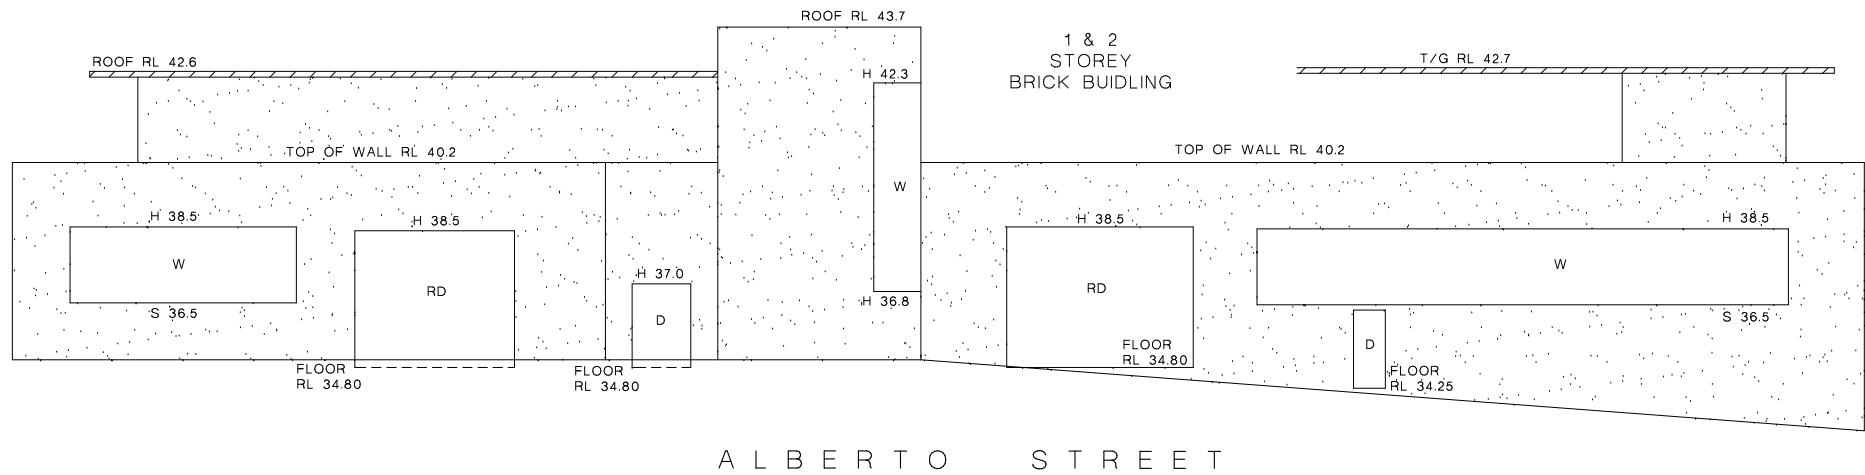 ROOF RL 43.7
1 & 2
STOREY
BRICK BUIDLING
ROOF RL 42.6
T/G RL 42.7
H 42.3
TOP OF WALL RL 40.2
TOP OF WALL RL 40.2
W
H 38.5
H 38.5
H 38.5
H 38.5
W
W
H 37.0
RD
RD
H 36.8
S 36.5
S 36.5
D
D
FLOOR
RL 34.80
FLOOR
RL 34.80
FLOOR
RL 34.80
FLOOR
RL 34.25
ALBERTO STREET